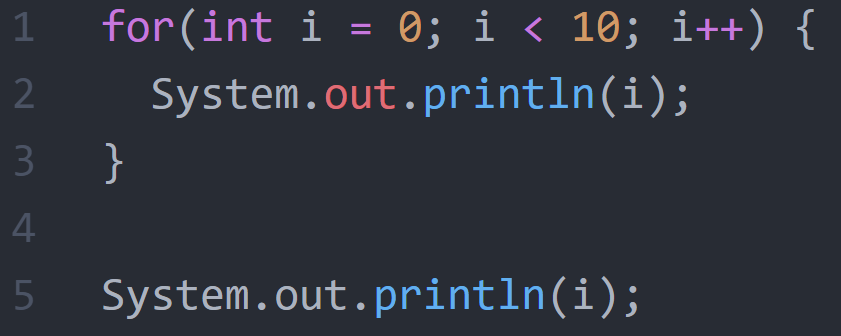 1 for(int i = 0; i < 10; i++) {
2   System.out.println(i);
3 }
4
5 System.out.println(i);